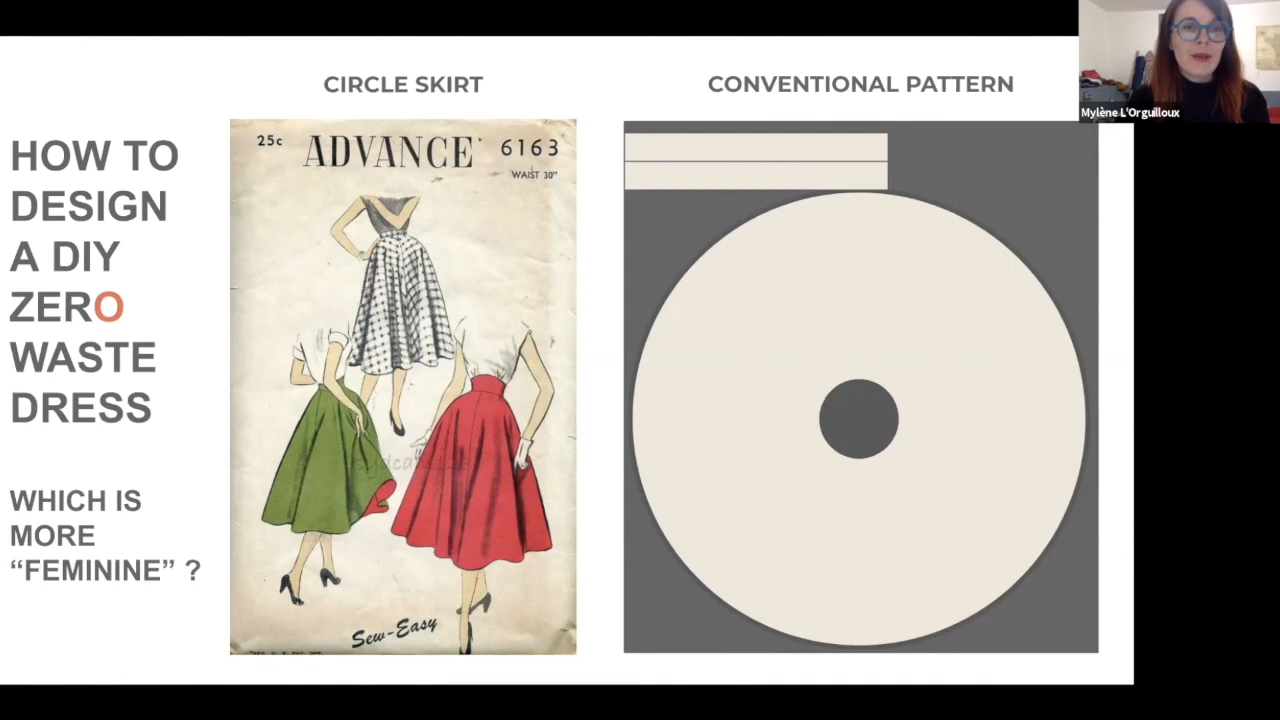 CIRCLE SKIRT
CONVENTIONAL PATTERN
Mylène L'Orguilloux
HOW TO
DESIGN
A DIY
ZERO
WASTE
DRESS
WHICH IS
MORE
“FEMININE” ?
25c
ADVANCE
6163
WAIST 30"
Sew-Easy